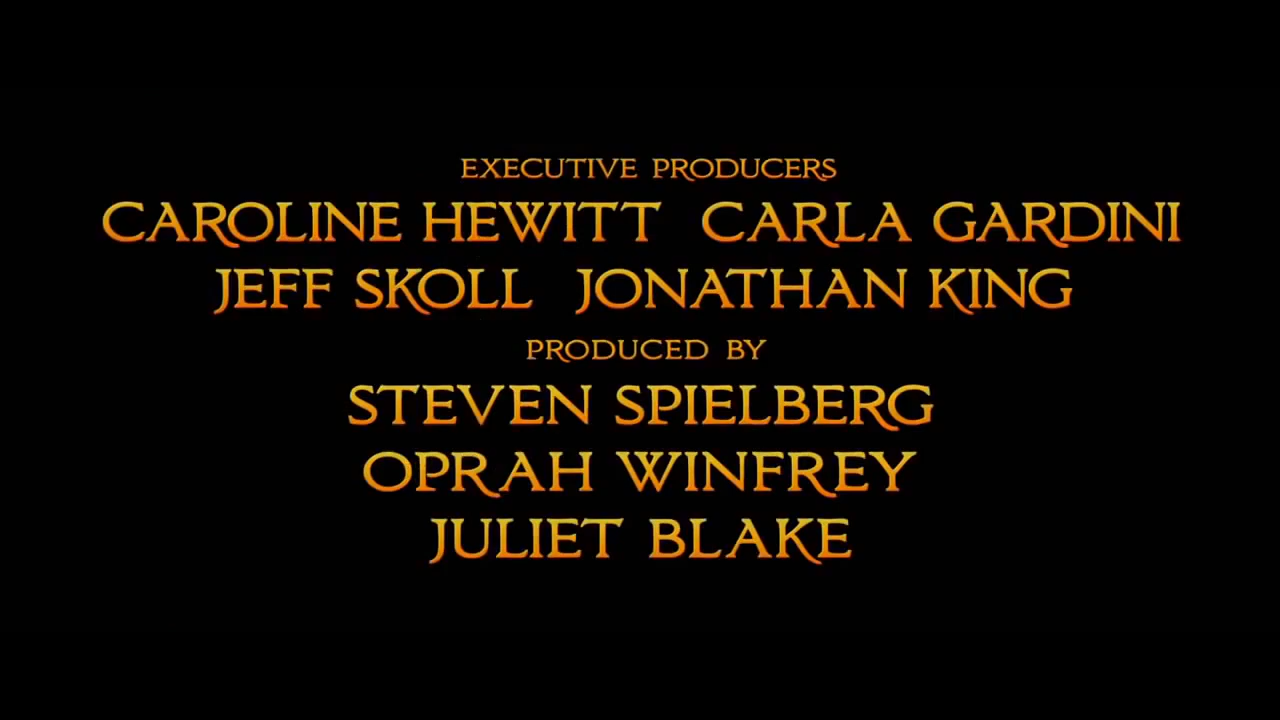 EXECUTIVE PRODUCERS
CAROLINE HEWITT CARLA GARDINI
JEFF SKOLL JONATHAN KING
PRODUCED BY
STEVEN SPIELBERG
OPRAH WINFREY
JULIET BLAKE